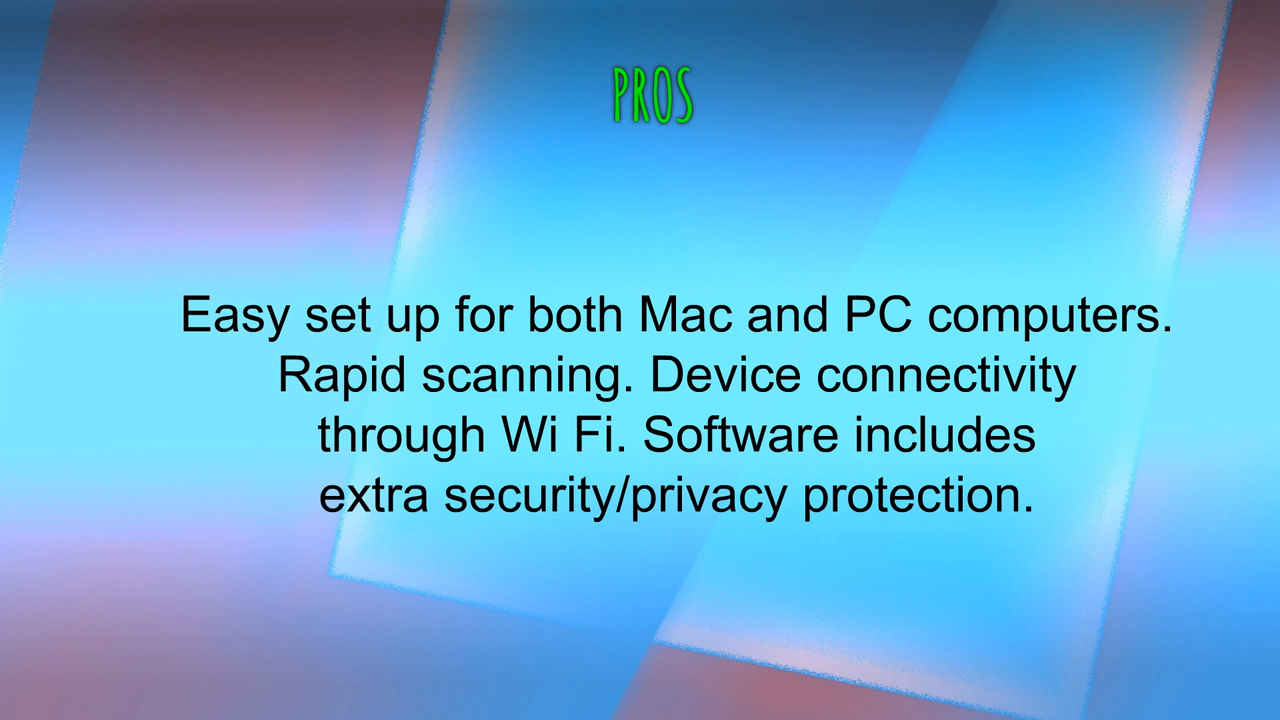 PROS
Easy set up for both Mac and PC computers.
Rapid scanning. Device connectivity
through Wi Fi. Software includes
extra security/privacy protection.